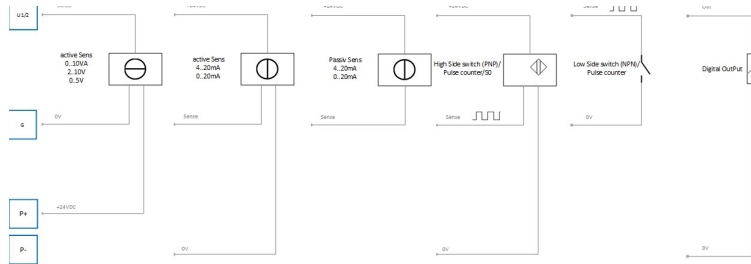 U1/2
active Sens
0..10VA
2..10V
0..5V
active Sens
4..20mA
0..20mA
Passiv Sens
4..20mA
0..20mA
High Side switch (PNP)/
Pulse counter/S0
Low Side switch (NPN)/
Pulse counter
Digital OutPut
G
0V
Sense
Sense
Sense
0V
P+
+24VDC
P-
0V
0V
0V